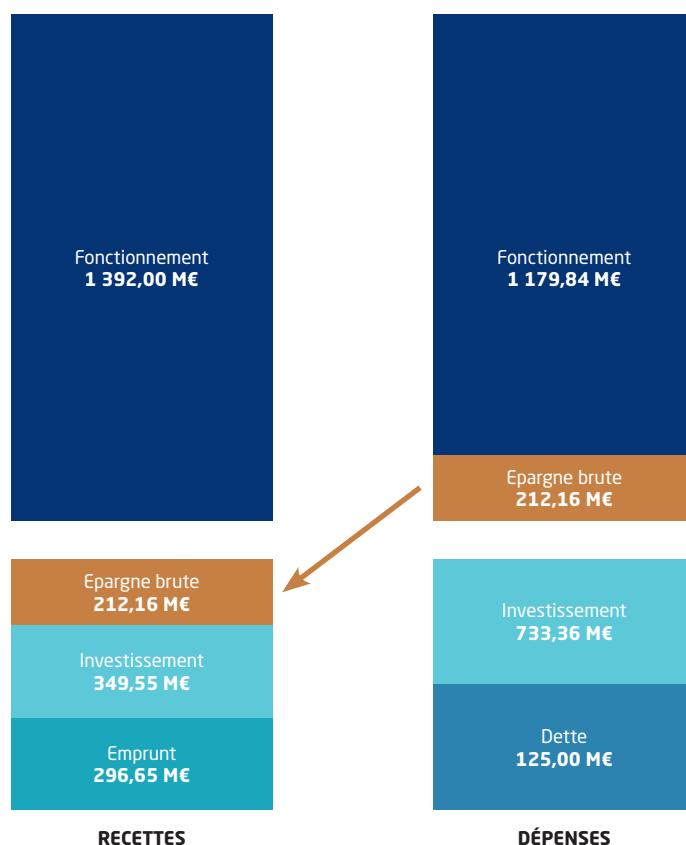 Fonctionnement
1 392,00 M€
Epargne brute
212,16 M€
Investissement
349,55 M€
Emprunt
296,65 M€
RECETTES
Fonctionnement
1 179,84 M€
Epargne brute
212,16 M€
Investissement
733,36 M€
Dette
125,00 M€
DÉPENSES